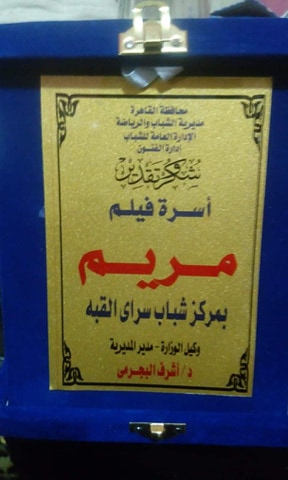 محافظة القاهرة
مديرية الشباب والرياضة
الإدارة العامة للشباب
إدارة الفنون
شكر وتقدير
أسرة فيلم
مريم
بمركز شباب سراى القبه
وكيل الوزارة - مدير المديرية
د/ أشرف البجرمى